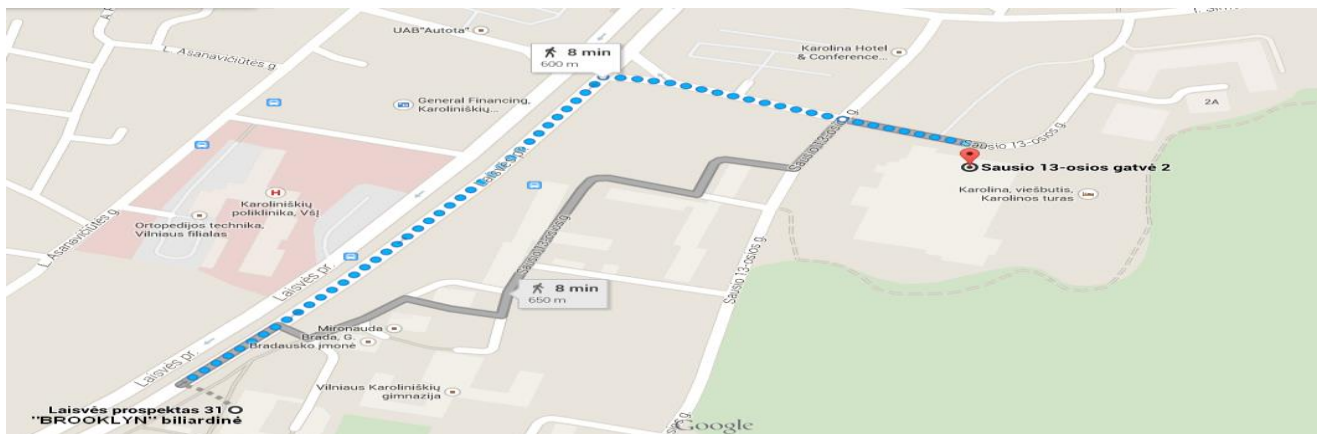 UAB"Autota"
L. Asanavičiūtės g.
8 min
600 m
Karolina Hotel
& Conference...
General Financing,
Karoliniškių...
2A
Sausio 13-osios g.
Sausio 13-osios gatvė 2
Karolina, viešbutis,
Karolinos turas
Laisvės pr.
Karoliniškių
poliklinika, VšĮ
Ortopedijos technika,
Vilniaus filialas
L. Asanavičiūtės g.
Laisvės pr.
Sausio 13-osios g.
8 min
650 m
Mironauda
Brada, G.
Bradausko įmonė
Laisvės pr.
Vilniaus Karoliniškių
gimnazija
Laisvės prospektas 31
"BROOKLYN" biliardinė
Google